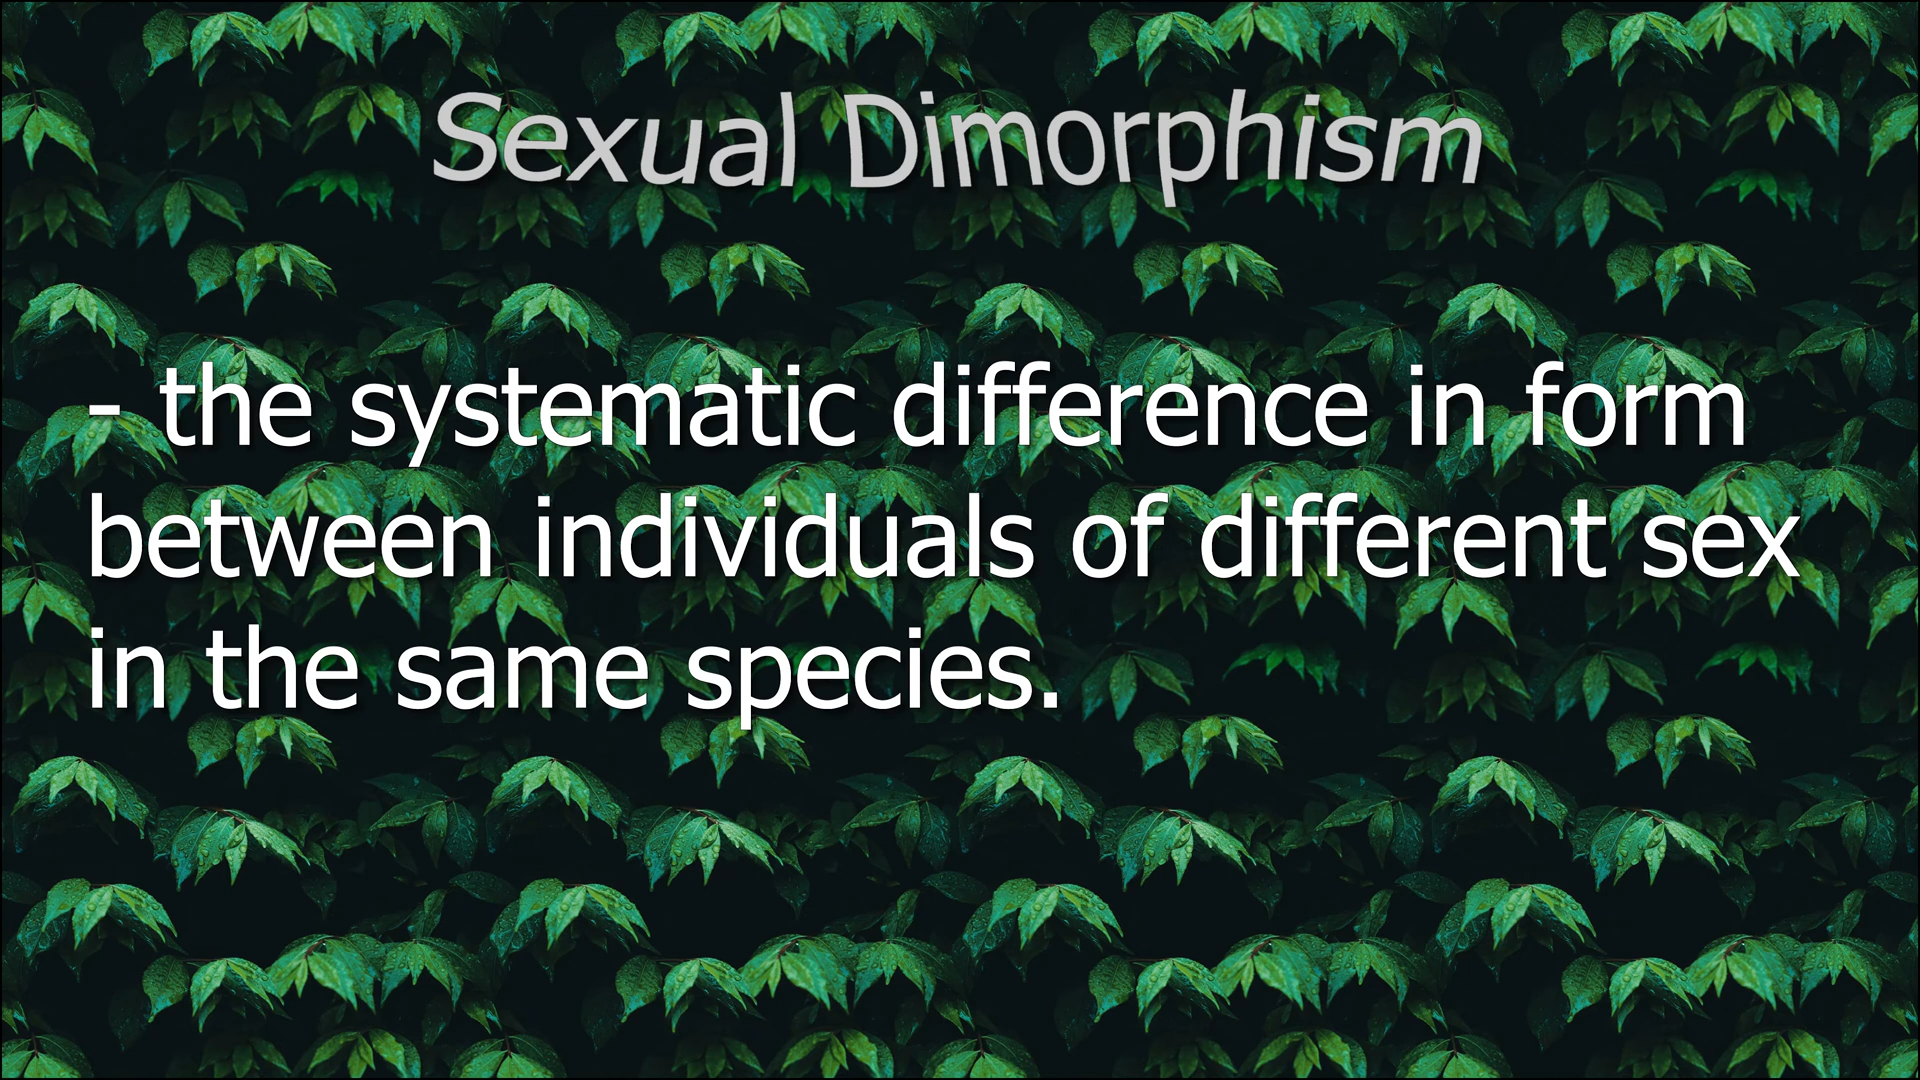 Sexual Dimorphism
- the systematic difference in form
between individuals of different sex
in the same species.